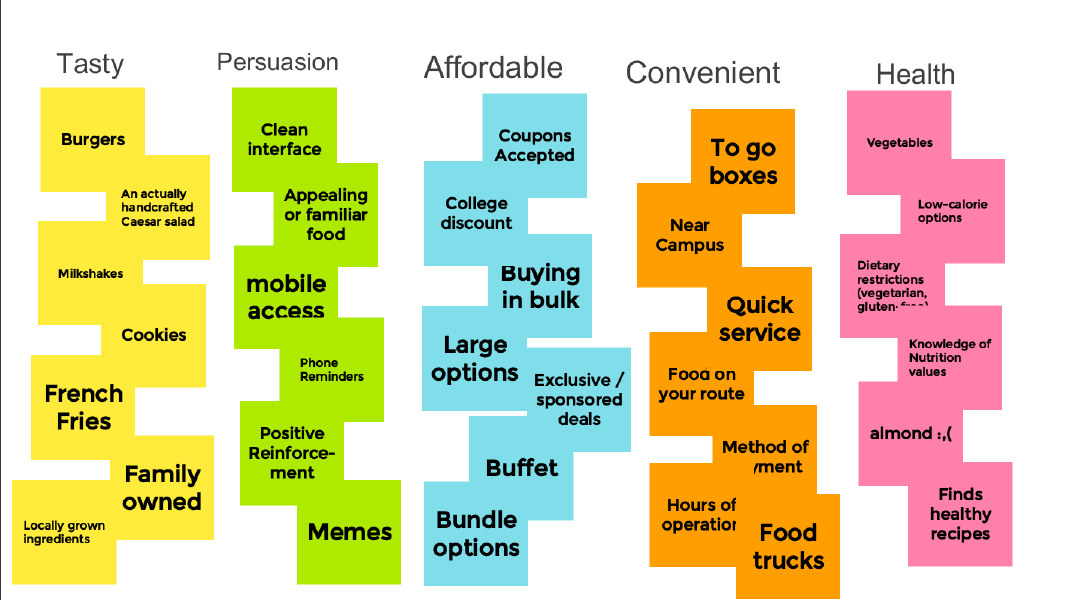 Tasty
Burgers
An actually
handcrafted
Caesar salad
Milkshakes
Cookies
French
Fries
Family
owned
Locally grown
ingredients
Persuasion
Clean
interface
Appealing
or familiar
food
mobile
access
Phone
Reminders
Positive
Reinforce-
ment
Memes
Affordable
Coupons
Accepted
College
discount
Buying
in bulk
Large
options
Exclusive /
sponsored
deals
Buffet
Bundle
options
Convenient
To go
boxes
Near
Campus
Quick
service
Food on
your route
Method of
yment
Hours of
operation
Food
trucks
Health
Vegetables
Low-calorie
options
Dietary
restrictions
(vegetarian,
gluten-free)
Knowledge of
Nutrition
values
almond :,(
Finds
healthy
recipes